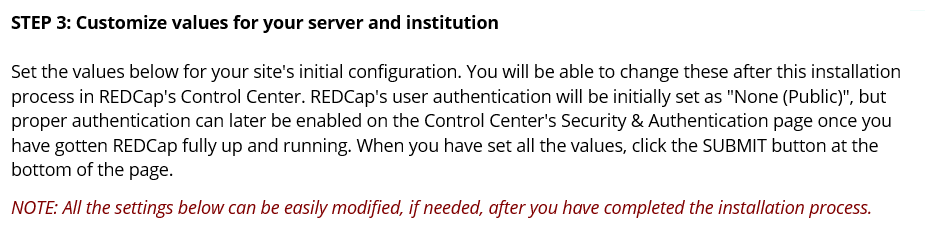 STEP 3: Customize values for your server and institution
Set the values below for your site's initial configuration. You will be able to change these after this installation
process in REDCap's Control Center. REDCap's user authentication will be initially set as "None (Public)", but
proper authentication can later be enabled on the Control Center's Security & Authentication page once you
have gotten REDCap fully up and running. When you have set all the values, click the SUBMIT button at the
bottom of the page.
NOTE: All the settings below can be easily modified, if needed, after you have completed the installation process.